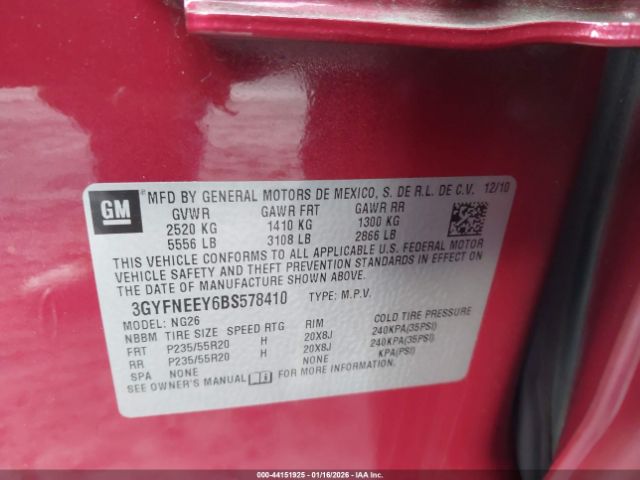 GM
MFD BY GENERAL MOTORS DE MEXICO, S. DE R.L. DE C.V. 12/10
GVWR GAWR FRT GAWR RR
2520 KG 1410 KG 1300 KG
5556 LB 3108 LB 2866 LB
THIS VEHICLE CONFORMS TO ALL APPLICABLE U.S. FEDERAL MOTOR
VEHICLE SAFETY AND THEFT PREVENTION STANDARDS IN EFFECT ON
THE DATE OF MANUFACTURE SHOWN ABOVE.
3GYFNEEY6BS578410 TYPE: M.P.V.
MODEL: NG26
NBBM TIRE SIZE SPEED RTG RIM COLD TIRE PRESSURE
FRT P235/55R20 H 20X8J 240KPA(35PSI)
RR P235/55R20 H 20X8J 240KPA(35PSI)
SPA NONE NONE KPA(PSI)
SEE OWNER'S MANUAL FOR MORE INFORMATION.
000-44151925 - 01/16/2026 - IAA Inc.